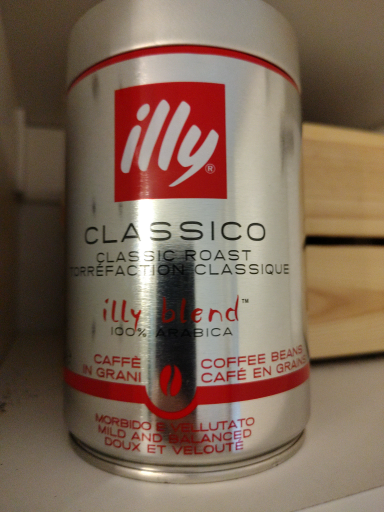 illy®
CLASSICO
CLASSIC ROAST
TORRÉFACTION CLASSIQUE
illy blend™
100% ARABICA
CAFFÈ
IN GRANI
COFFEE BEANS
CAFÉ EN GRAINS
MORBIDO E VELLUTATO
MILD AND BALANCED
DOUX ET VELOUTÉ